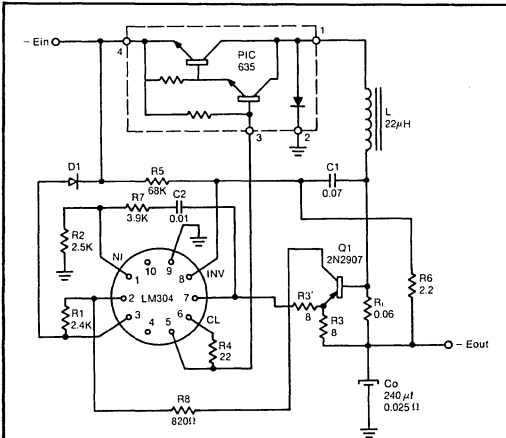 – Ein
4
PIC
635
1
3
2
L
22μH
D1
R5
68K
C1
0.07
R7
3.9K
C2
0.01
R2
2.5K
NI
10
9
INV
1
8
Q1
2N2907
R6
2.2
R1
2.4K
2
LM304
7
R3'
8
R3
8
Ri
0.06
3
4
5
6
CL
R4
22
– Eout
R8
820Ω
Co
240 μf
0.025 Ω